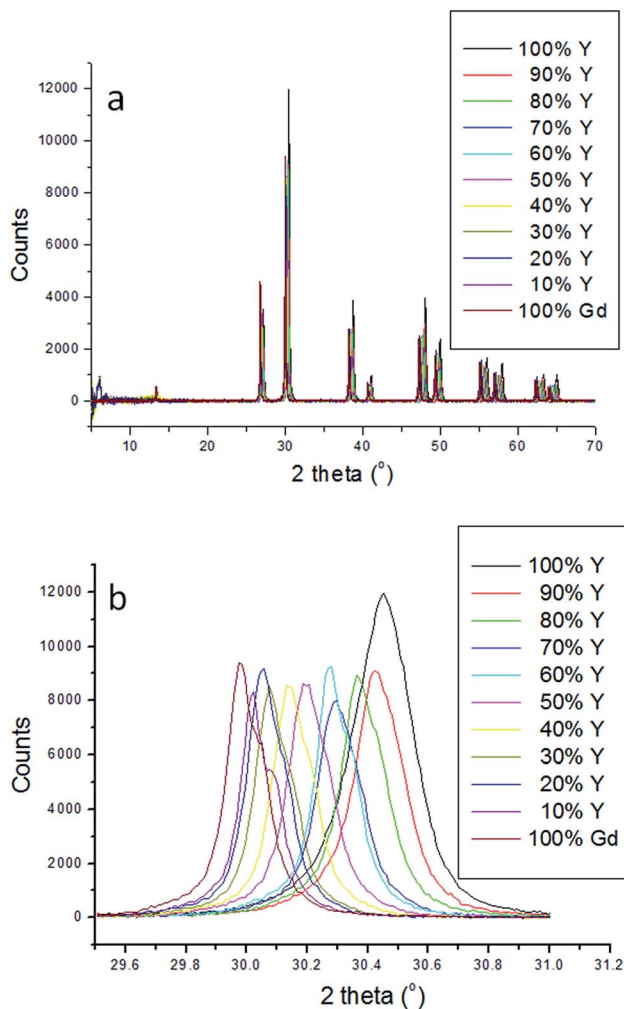 a
Counts
12000
10000
8000
6000
4000
2000
0
10 20 30 40 50 60 70
2 theta (°)
100% Y
90% Y
80% Y
70% Y
60% Y
50% Y
40% Y
30% Y
20% Y
10% Y
100% Gd
b
Counts
12000
10000
8000
6000
4000
2000
0
29.6 29.8 30.0 30.2 30.4 30.6 30.8 31.0 31.2
2 theta (°)
100% Y
90% Y
80% Y
70% Y
60% Y
50% Y
40% Y
30% Y
20% Y
10% Y
100% Gd